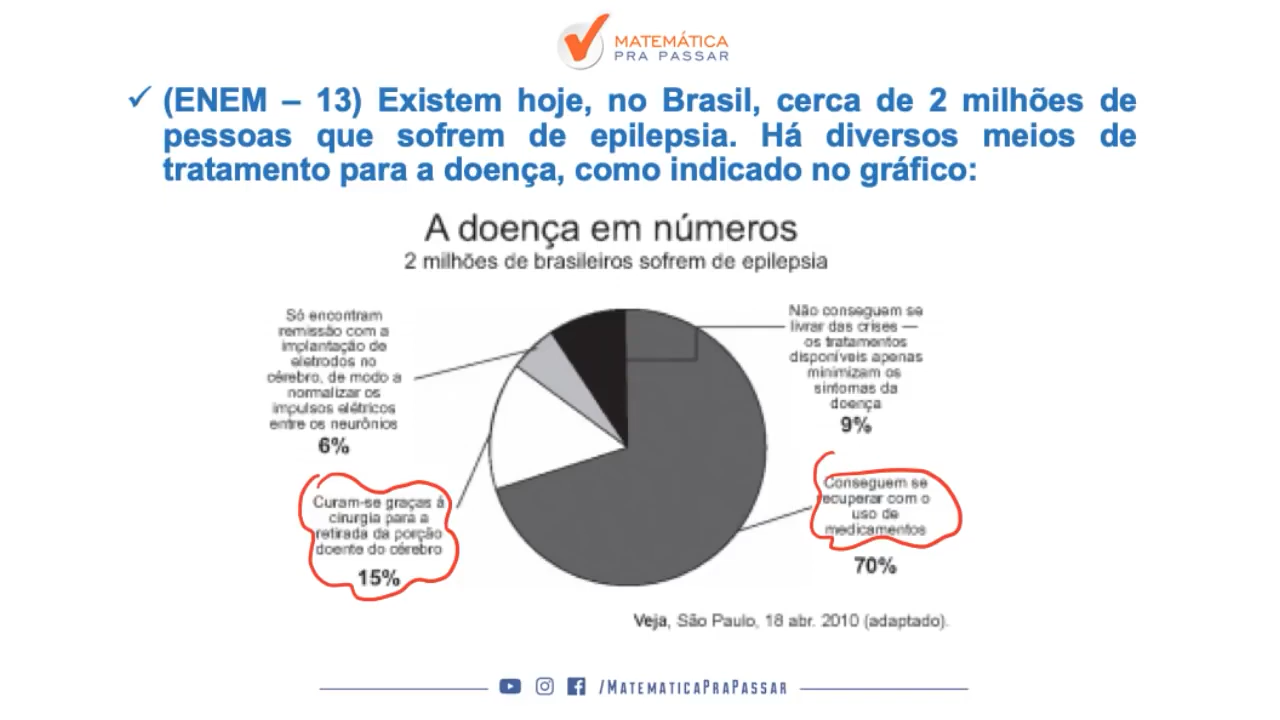 MATEMÁTICA
PRA PASSAR
✓ (ENEM – 13) Existem hoje, no Brasil, cerca de 2 milhões de
pessoas que sofrem de epilepsia. Há diversos meios de
tratamento para a doença, como indicado no gráfico:
A doença em números
2 milhões de brasileiros sofrem de epilepsia
Só encontram
remissão com a
implantação de
eletrodos no
cérebro, de modo a
normalizar os
impulsos elétricos
entre os neurônios
6%
Não conseguem se
livrar das crises —
os tratamentos
disponíveis apenas
minimizam os
sintomas da
doença
9%
Curam-se graças à
cirurgia para a
retirada da porção
doente do cérebro
15%
Conseguem se
recuperar com o
uso de
medicamentos
70%
Veja, São Paulo, 18 abr. 2010 (adaptado).
/MATEMATICAPRAPASSAR